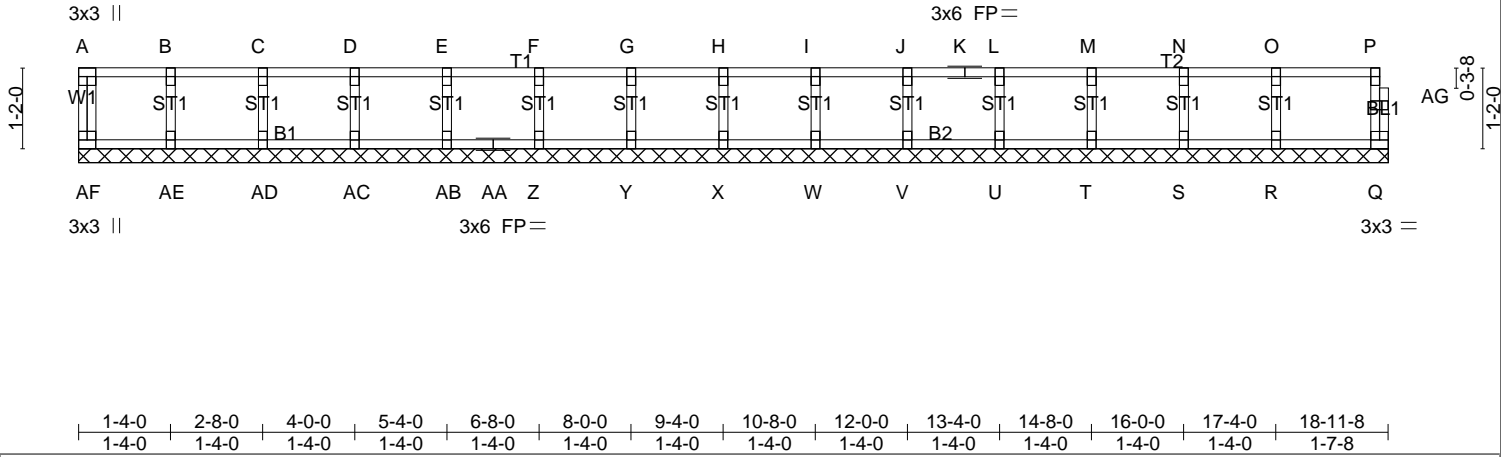 3x3 || 3x6 FP=
A B C D E F G H I J K L M N O P
T1 T2
1-2-0 W1 ST1 ST1 ST1 ST1 ST1 ST1 ST1 ST1 ST1 ST1 ST1 ST1 ST1 BL1 AG 0-3-8 1-2-0
B1 B2
AF AE AD AC AB AA Z Y X W V U T S R Q
3x3 || 3x6 FP= 3x3 =
1-4-0 2-8-0 4-0-0 5-4-0 6-8-0 8-0-0 9-4-0 10-8-0 12-0-0 13-4-0 14-8-0 16-0-0 17-4-0 18-11-8
1-4-0 1-4-0 1-4-0 1-4-0 1-4-0 1-4-0 1-4-0 1-4-0 1-4-0 1-4-0 1-4-0 1-4-0 1-4-0 1-7-8